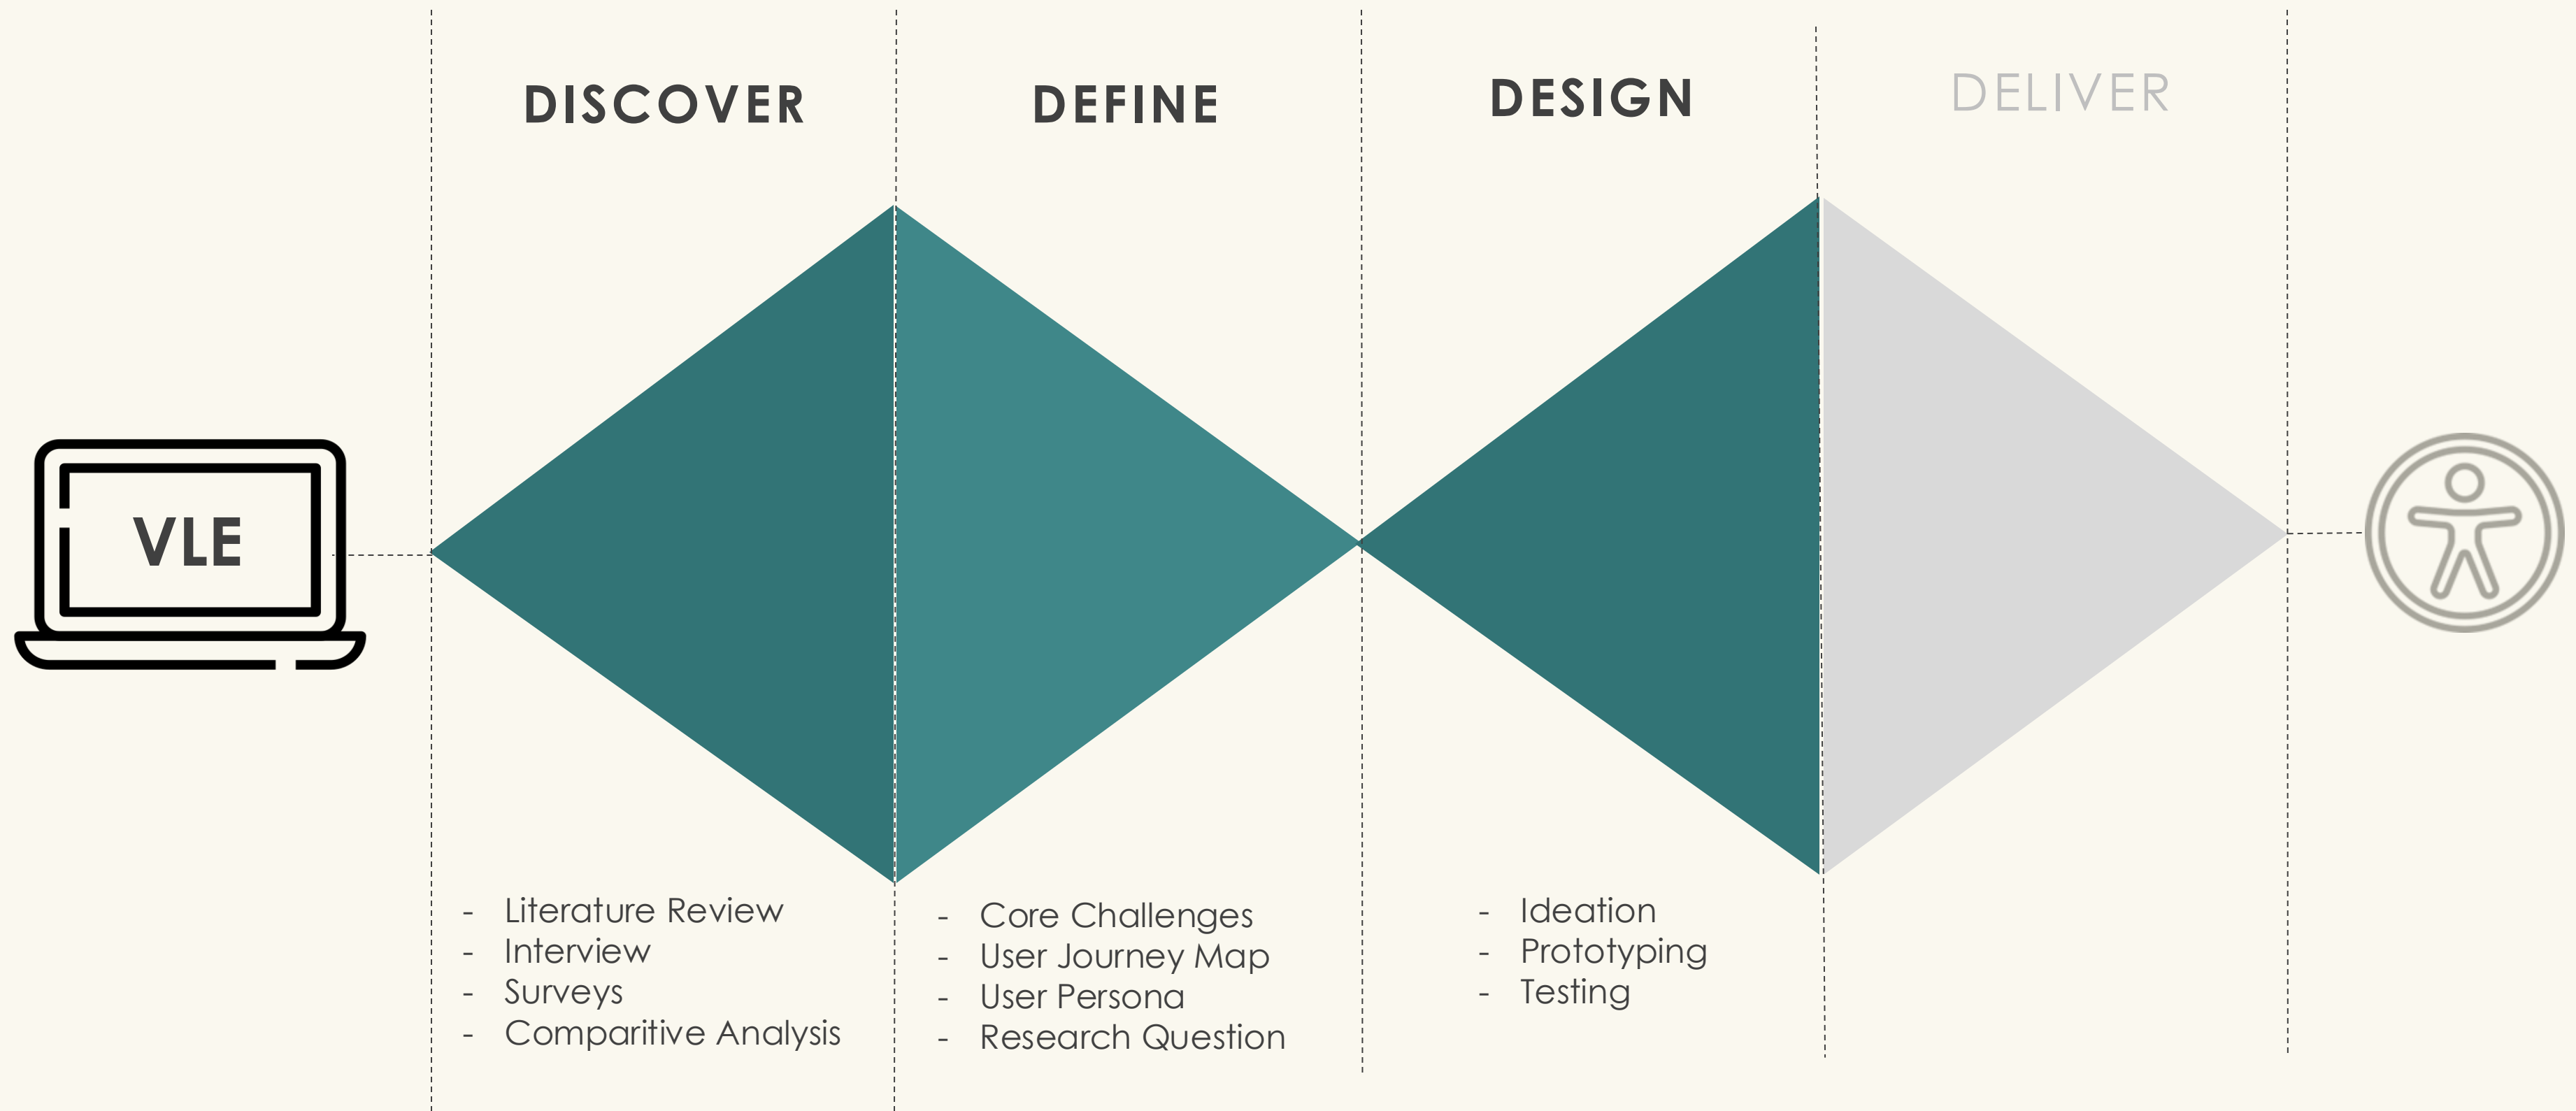 DISCOVER
DEFINE
DESIGN
DELIVER
VLE
- Literature Review
- Interview
- Surveys
- Comparitive Analysis
- Core Challenges
- User Journey Map
- User Persona
- Research Question
- Ideation
- Prototyping
- Testing